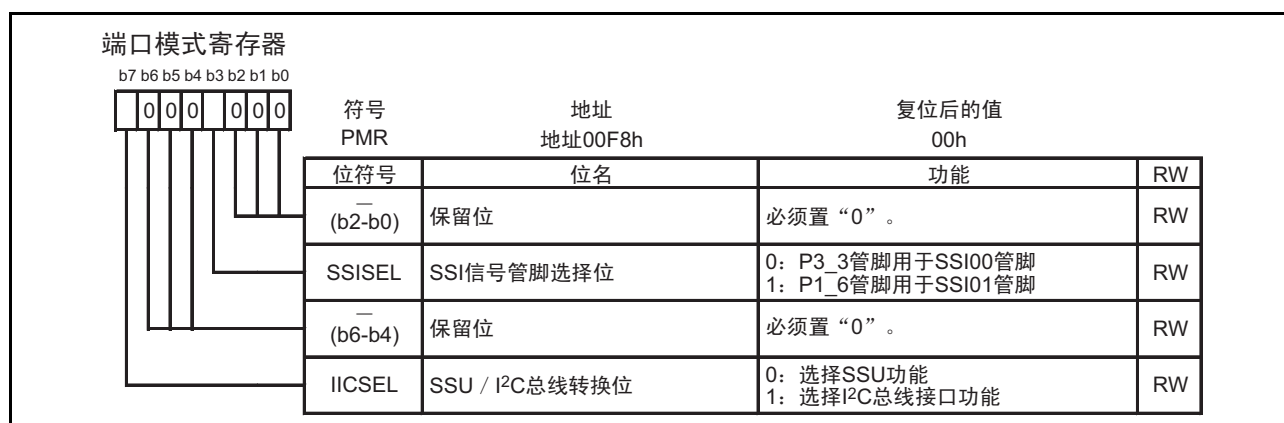 端口模式寄存器
b7 b6 b5 b4 b3 b2 b1 b0
0 0 0 0 0 0
符号 地址 复位后的值
PMR 地址00F8h 00h
位符号 位名 功能 RW
—
(b2-b0) 保留位 必须置“0”。 RW
SSISEL SSI信号管脚选择位 0：P3_3管脚用于SSI00管脚 RW
1：P1_6管脚用于SSI01管脚
—
(b6-b4) 保留位 必须置“0”。 RW
IICSEL SSU／I²C总线转换位 0：选择SSU功能 RW
1：选择I²C总线接口功能